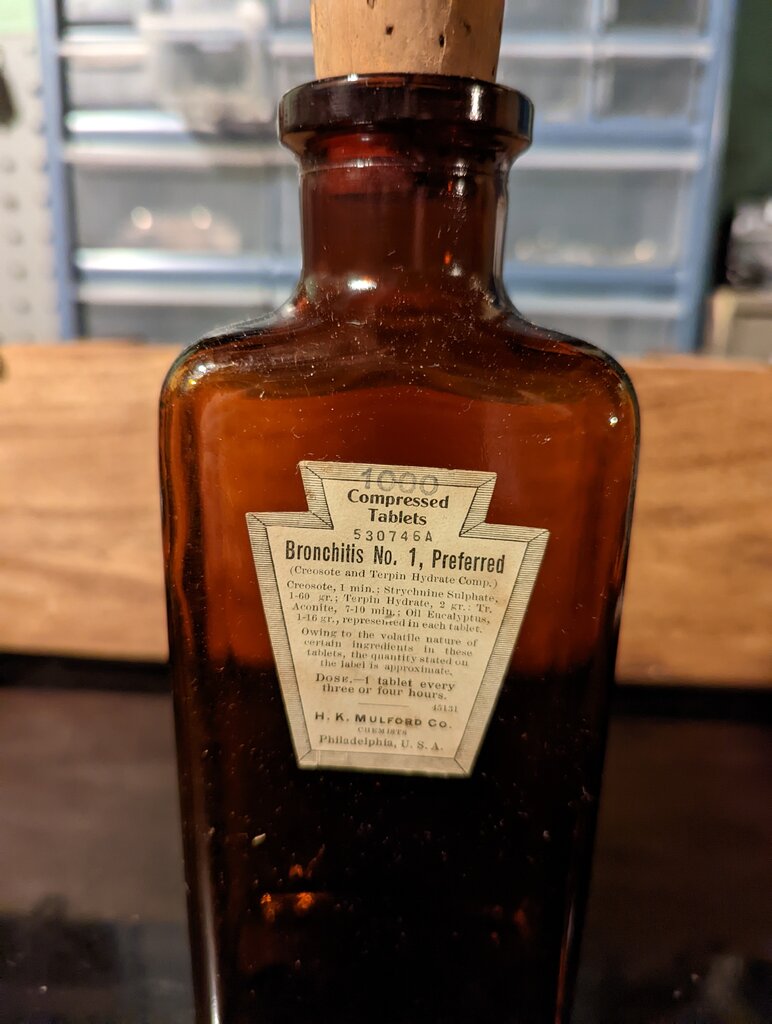 1000
Compressed
Tablets
530746A
Bronchitis No. 1, Preferred
(Creosote and Terpin Hydrate Comp.)
Creosote, 1 min.; Strychnine Sulphate,
1-60 gr.; Terpin Hydrate, 2 gr.; Tr.
Aconite, 7-10 min.; Oil Eucalyptus,
1-16 gr., represented in each tablet.
Owing to the volatile nature of
certain ingredients in these
tablets, the quantity stated on
the label is approximate.
Dose.—1 tablet every
three or four hours.
45131
H. K. Mulford Co.
CHEMISTS
Philadelphia, U. S. A.